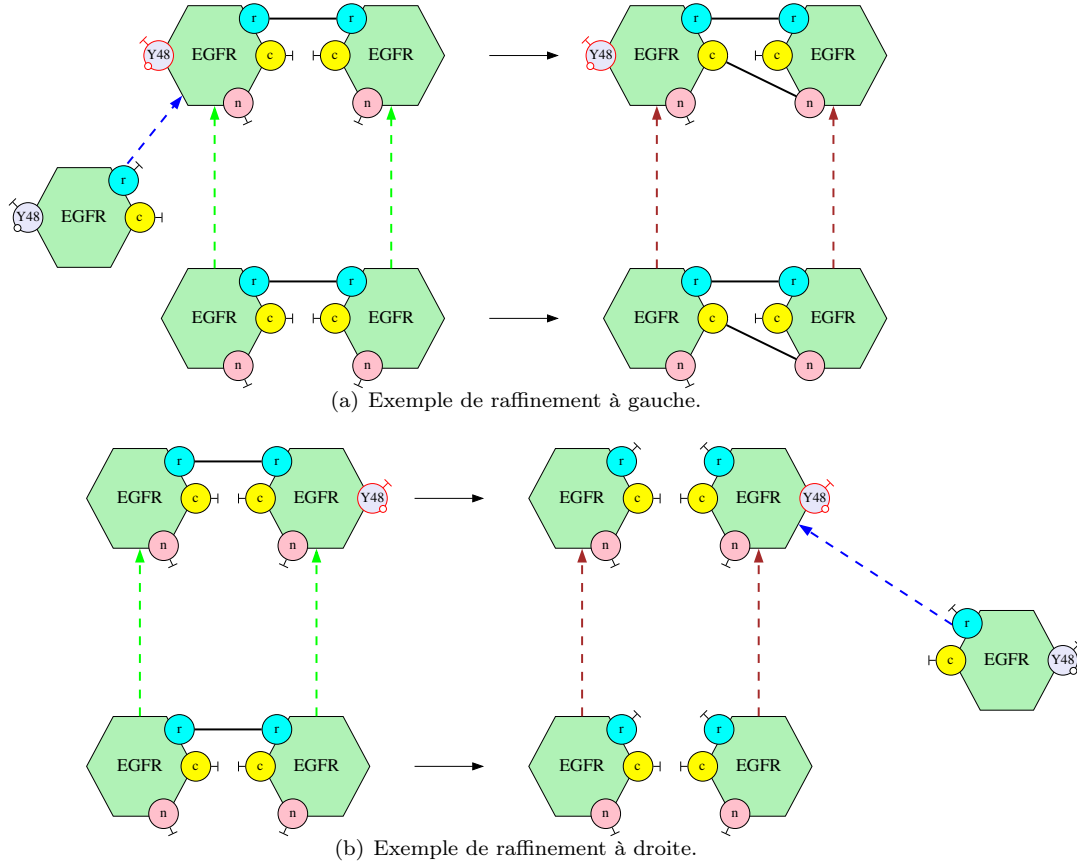 r r
Y48 EGFR c c EGFR
n n
r r
Y48 EGFR c c EGFR
n n
r
Y48 EGFR c
r r
EGFR c c EGFR
n n
r r
EGFR c c EGFR
n n
(a) Exemple de raffinement à gauche.
r r
EGFR c c EGFR Y48
n n
r r
EGFR c c EGFR Y48
n n
r
c EGFR Y48
r r
EGFR c c EGFR
n n
r r
EGFR c c EGFR
n n
(b) Exemple de raffinement à droite.